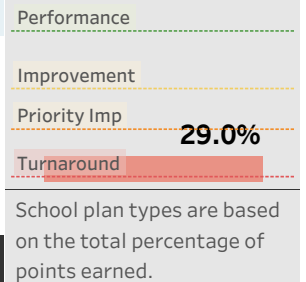 Performance
Improvement
Priority Imp
29.0%
Turnaround
School plan types are based
on the total percentage of
points earned.